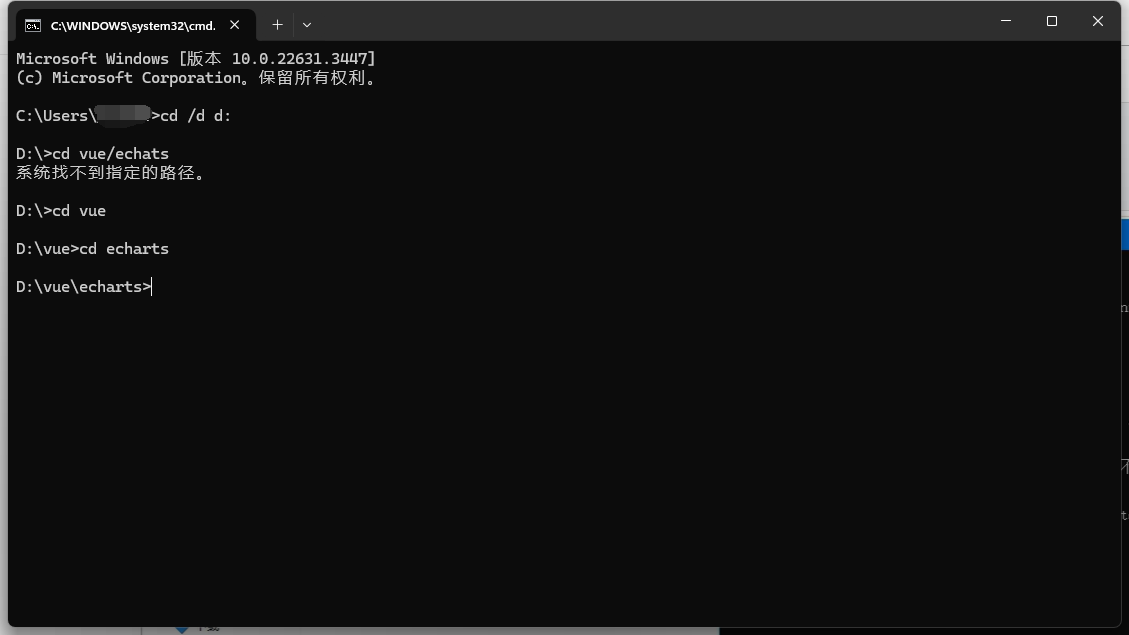 C:\WINDOWS\system32\cmd.
Microsoft Windows [版本 10.0.22631.3447]
(c) Microsoft Corporation。保留所有权利。
C:\Users\ >cd /d d:
D:\>cd vue/echats
系统找不到指定的路径。
D:\>cd vue
D:\vue>cd echarts
D:\vue\echarts>